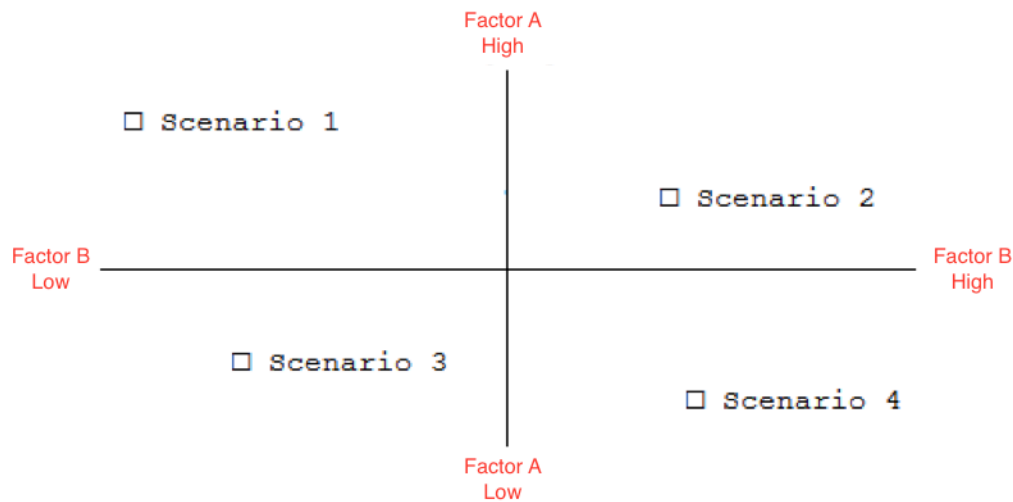 Factor A
High
□ Scenario 1
□ Scenario 2
Factor B
Low
Factor B
High
□ Scenario 3
□ Scenario 4
Factor A
Low